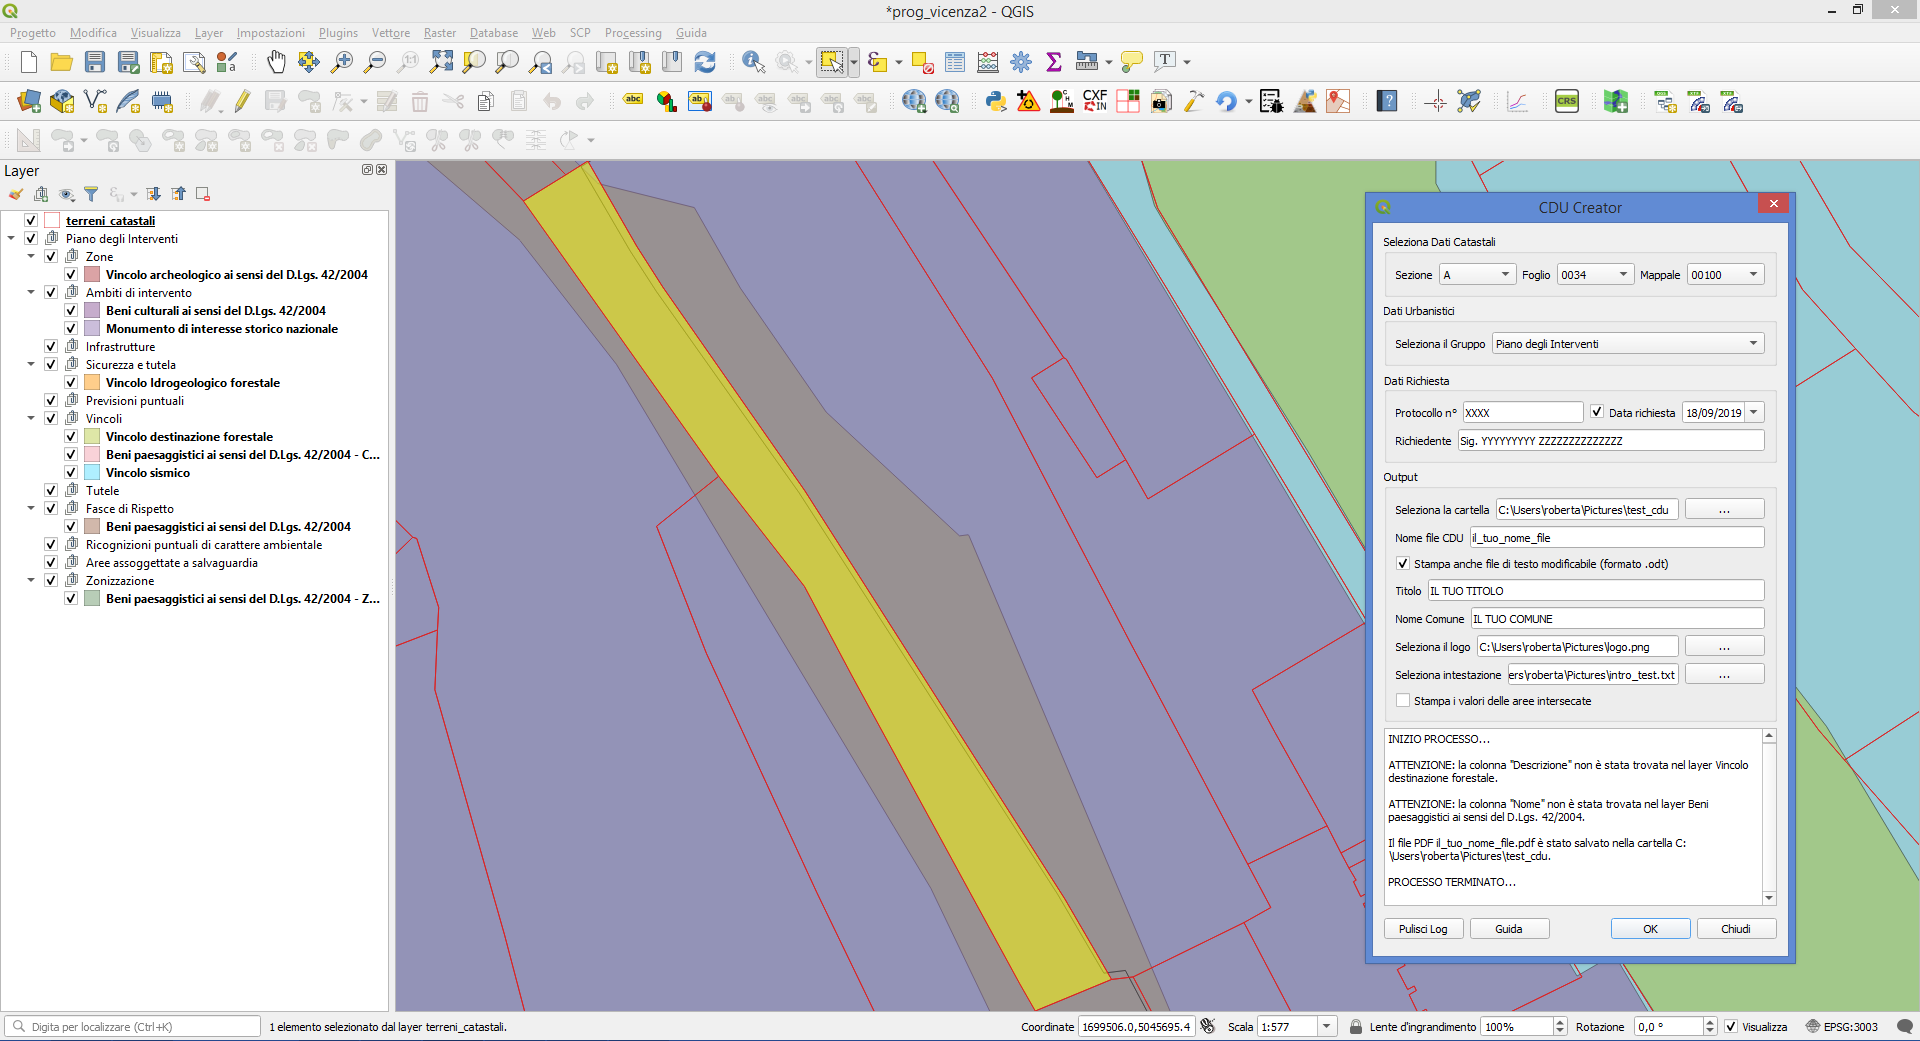 *prog_vicenza2 - QGIS
Progetto Modifica Visualizza Layer Impostazioni Plugins Vettore Raster Database Web SCP Processing Guida
Layer
terreni_catastali
Piano degli Interventi
Zone
Vincolo archeologico ai sensi del D.Lgs. 42/2004
Ambiti di intervento
Beni culturali ai sensi del D.Lgs. 42/2004
Monumento di interesse storico nazionale
Infrastrutture
Sicurezza e tutela
Vincolo Idrogeologico forestale
Previsioni puntuali
Vincoli
Vincolo destinazione forestale
Beni paesaggistici ai sensi del D.Lgs. 42/2004 - C...
Vincolo sismico
Tutele
Fasce di Rispetto
Beni paesaggistici ai sensi del D.Lgs. 42/2004
Ricognizioni puntuali di carattere ambientale
Aree assoggettate a salvaguardia
Zonizzazione
Beni paesaggistici ai sensi del D.Lgs. 42/2004 - Z...
CDU Creator
Seleziona Dati Catastali
Sezione A Foglio 0034 Mappale 00100
Dati Urbanistici
Seleziona il Gruppo Piano degli Interventi
Dati Richiesta
Protocollo n° XXXX Data richiesta 18/09/2019
Richiedente Sig. YYYYYYYYY ZZZZZZZZZZZZZZ
Output
Seleziona la cartella C:\Users\roberta\Pictures\test_cdu ...
Nome file CDU il_tuo_nome_file
Stampa anche file di testo modificabile (formato .odt)
Titolo IL TUO TITOLO
Nome Comune IL TUO COMUNE
Seleziona il logo C:\Users\roberta\Pictures\logo.png ...
Seleziona intestazione ers\roberta\Pictures\intro_test.txt ...
Stampa i valori delle aree intersecate
INIZIO PROCESSO...
ATTENZIONE: la colonna "Descrizione" non è stata trovata nel layer Vincolo
destinazione forestale.
ATTENZIONE: la colonna "Nome" non è stata trovata nel layer Beni
paesaggistici ai sensi del D.Lgs. 42/2004.
Il file PDF il_tuo_nome_file.pdf è stato salvato nella cartella C:
\Users\roberta\Pictures\test_cdu.
PROCESSO TERMINATO...
Pulisci Log Guida OK Chiudi
Digita per localizzare (Ctrl+K) 1 elemento selezionato dal layer terreni_catastali. Coordinate 1699506.0,5045695.4 Scala 1:577 Lente d'ingrandimento 100% Rotazione 0,0 ° Visualizza EPSG:3003